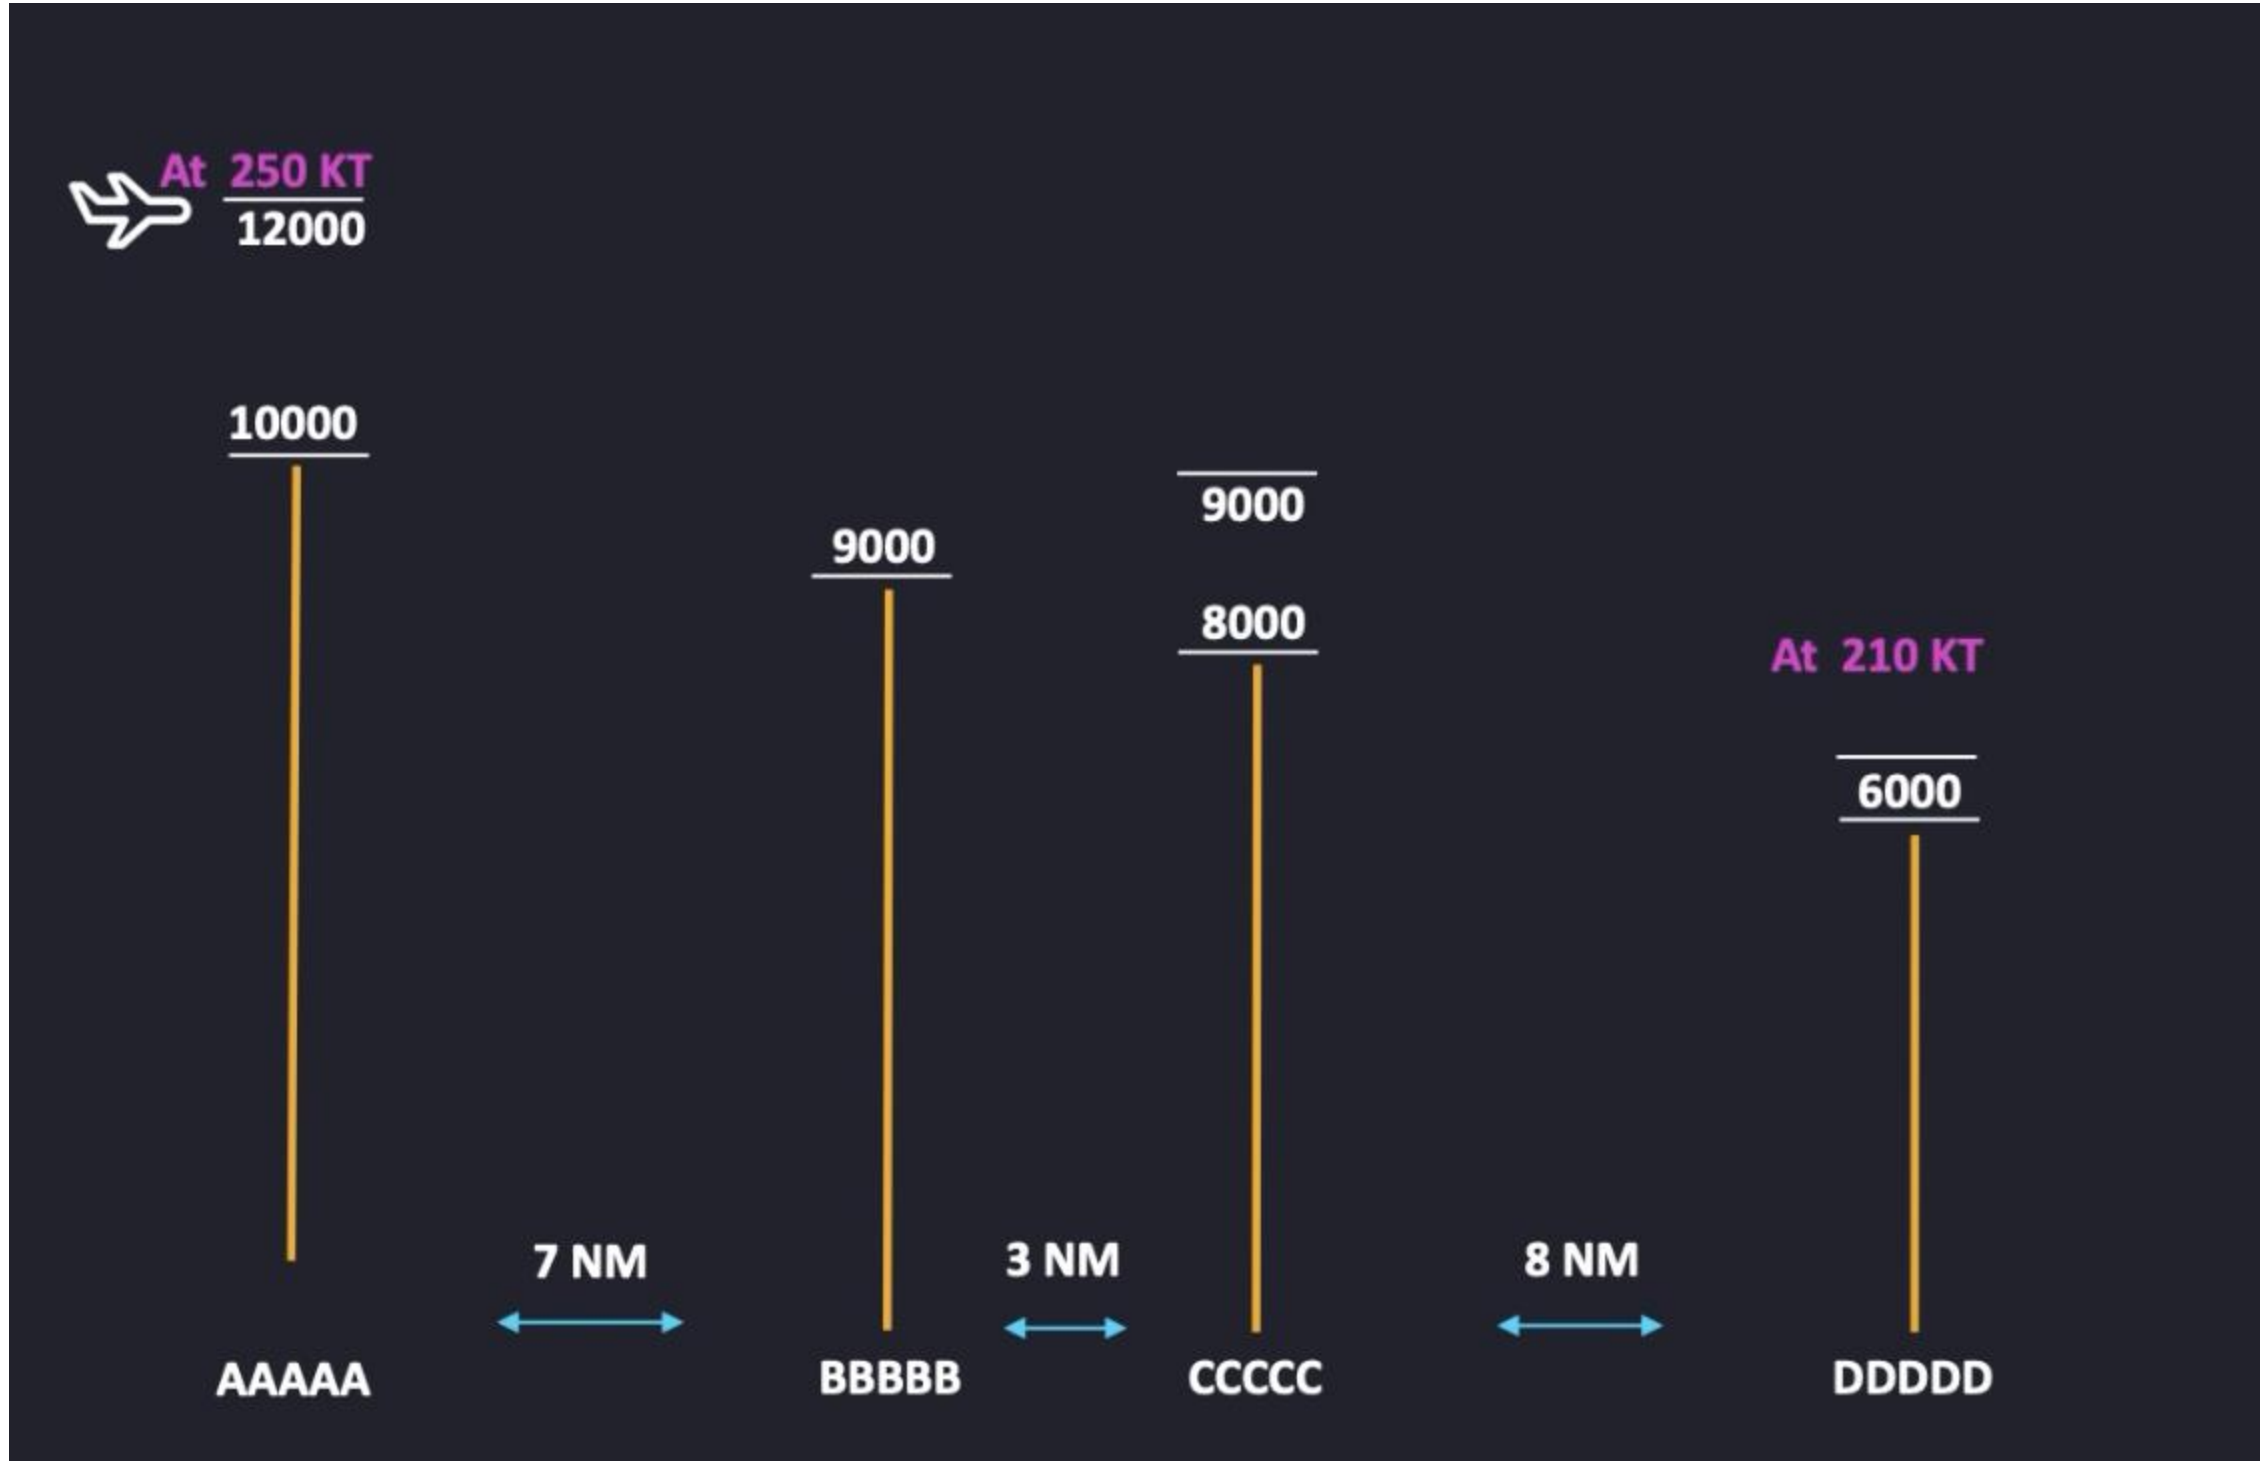 At 250 KT
12000
10000
9000
9000
8000
At 210 KT
6000
7 NM
3 NM
8 NM
AAAAA
BBBBB
CCCCC
DDDDD